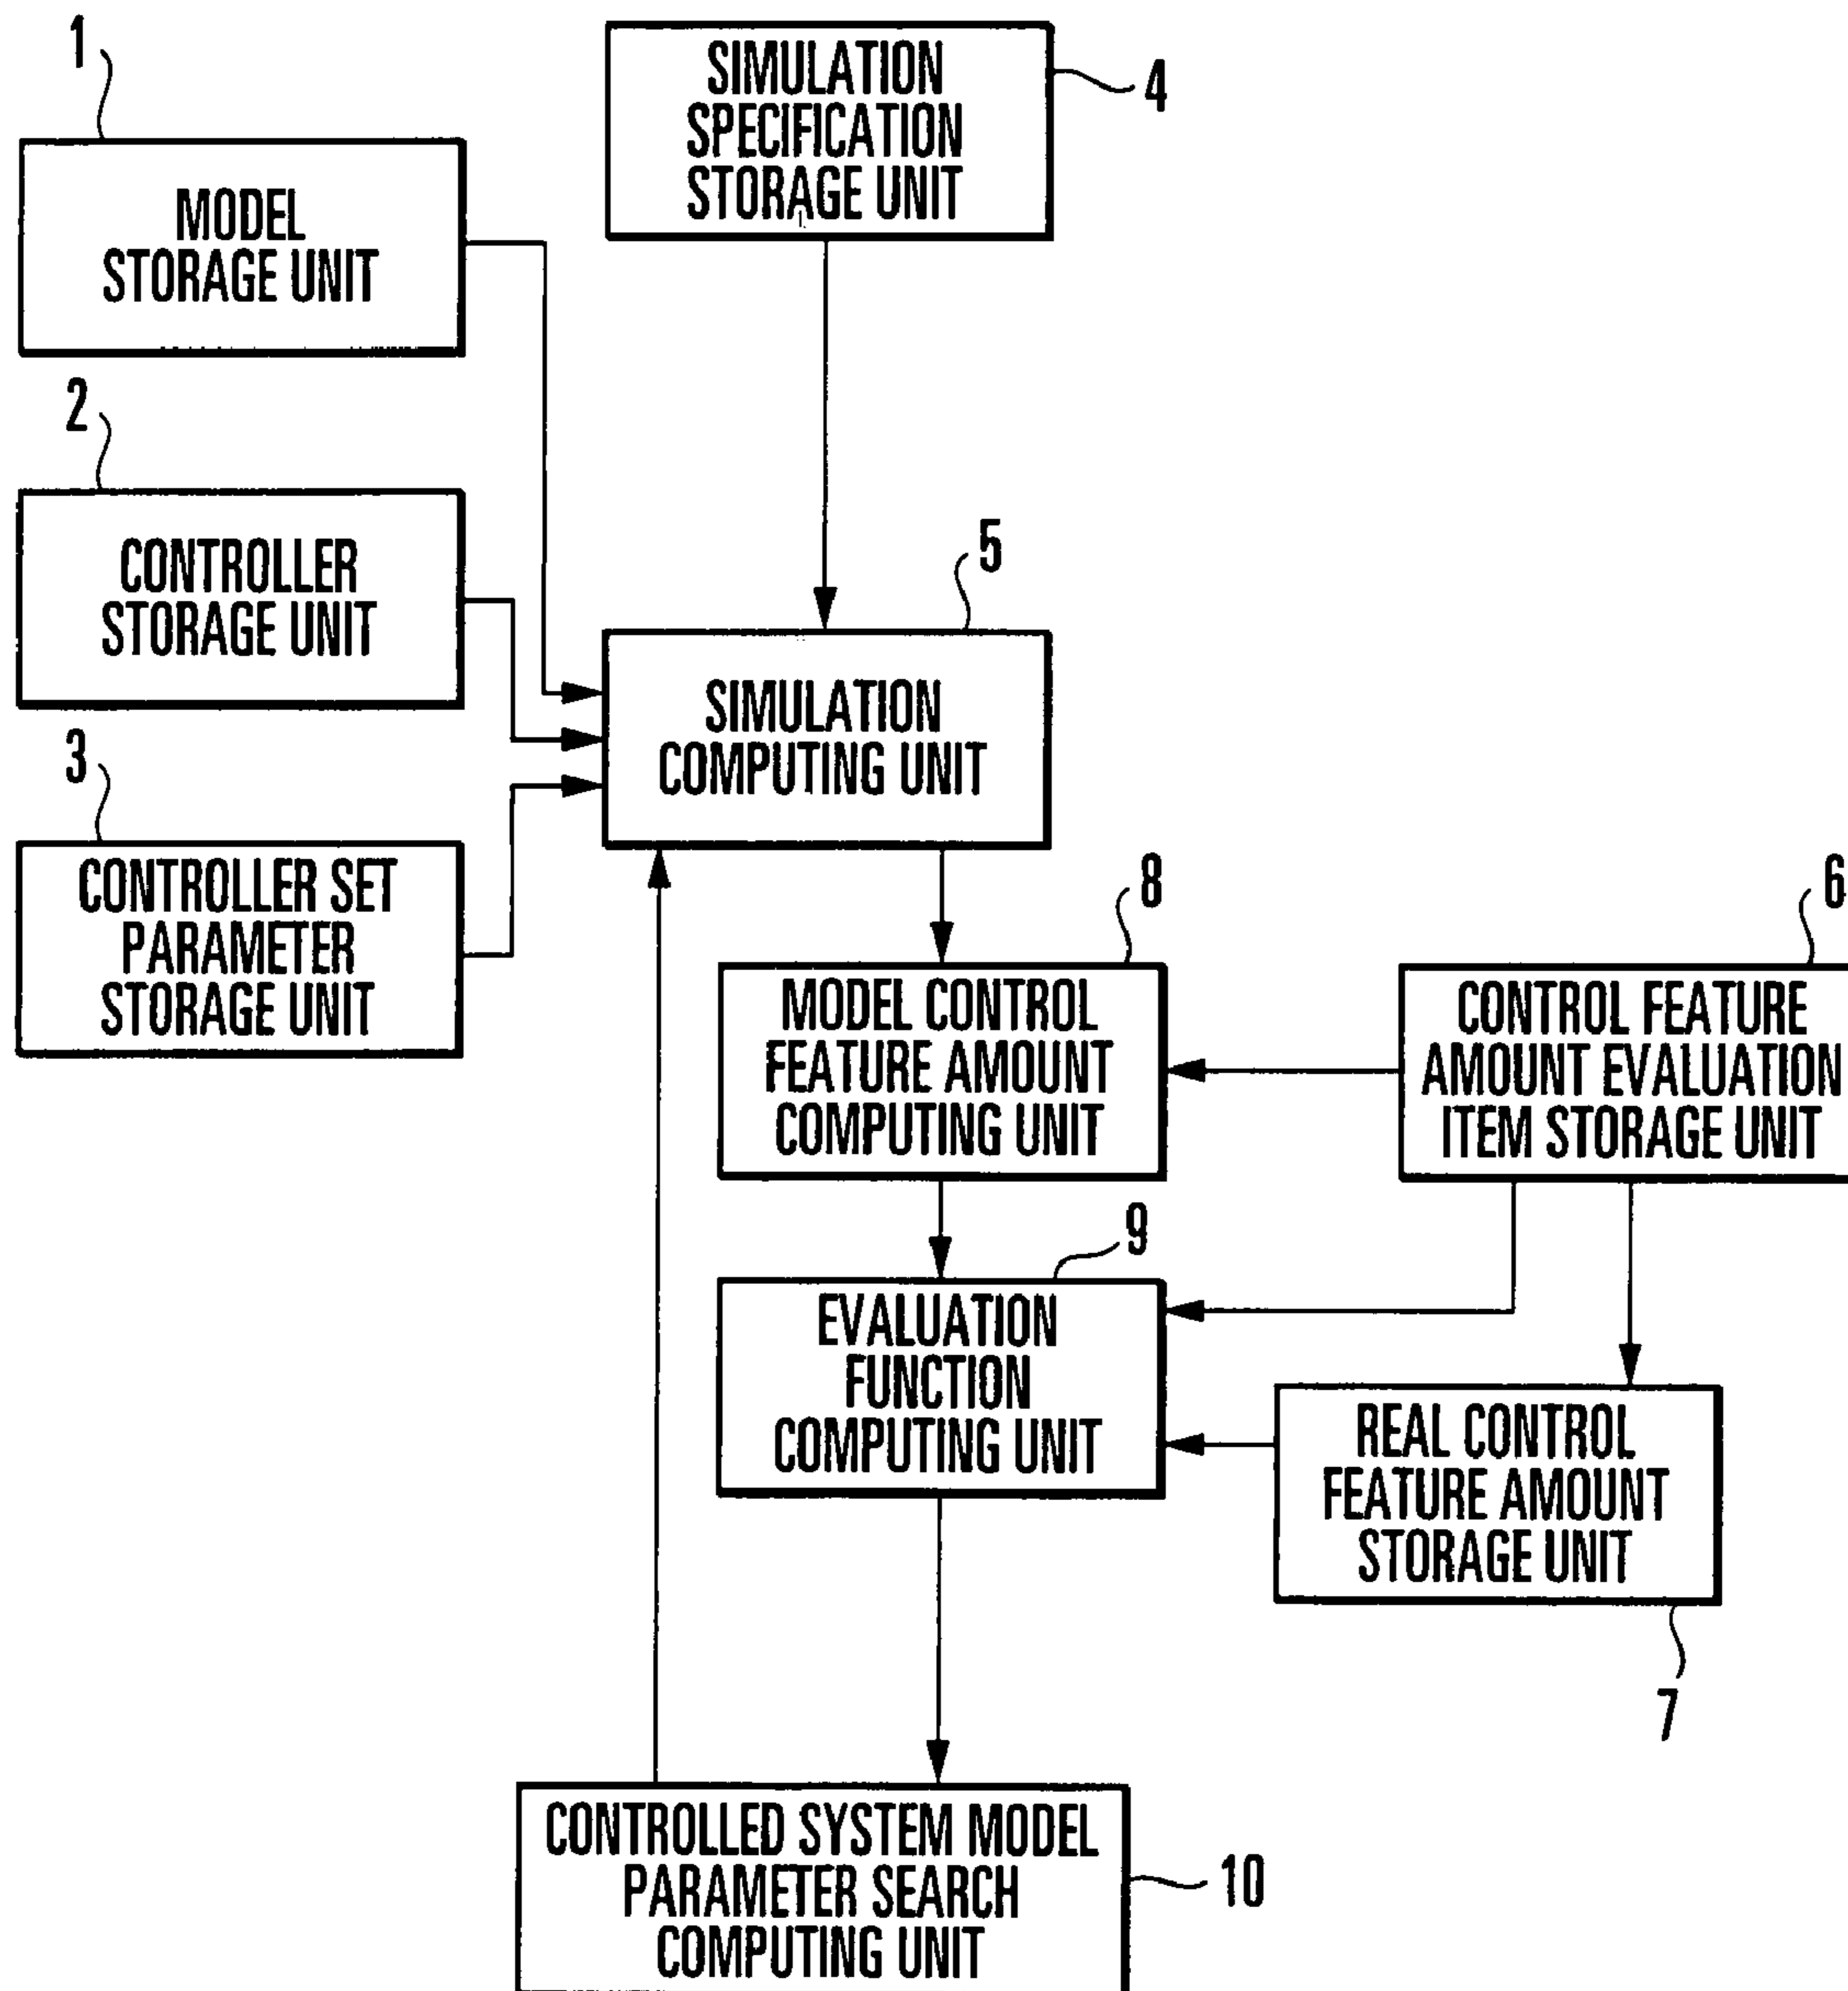 1
MODEL
STORAGE UNIT
4
SIMULATION
SPECIFICATION
STORAGE UNIT
2
CONTROLLER
STORAGE UNIT
5
SIMULATION
COMPUTING UNIT
3
CONTROLLER SET
PARAMETER
STORAGE UNIT
8
MODEL CONTROL
FEATURE AMOUNT
COMPUTING UNIT
6
CONTROL FEATURE
AMOUNT EVALUATION
ITEM STORAGE UNIT
9
EVALUATION
FUNCTION
COMPUTING UNIT
REAL CONTROL
FEATURE AMOUNT
STORAGE UNIT
7
CONTROLLED SYSTEM MODEL
PARAMETER SEARCH
COMPUTING UNIT
10